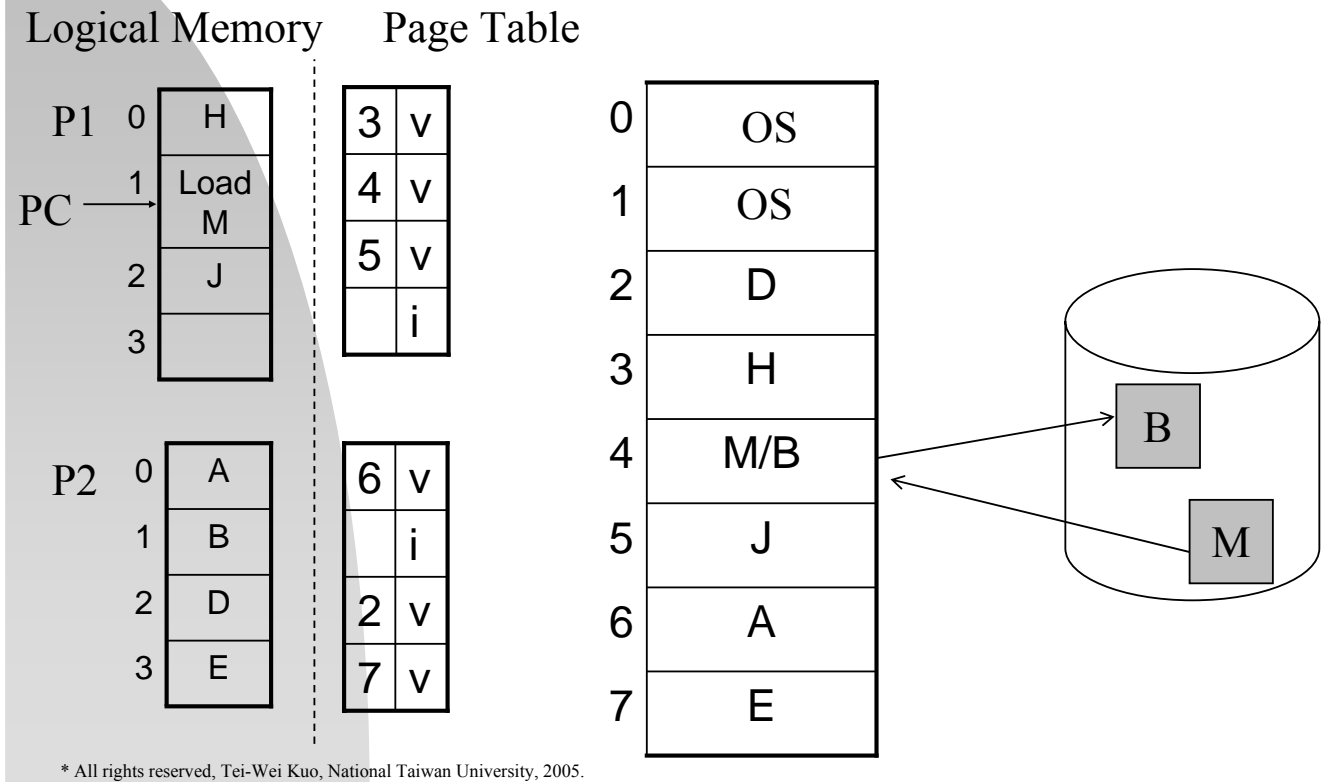 Logical Memory
Page Table
P1
0
H
1
Load
M
PC
2
J
3
3 v
4 v
5 v
i
P2
0
A
1
B
2
D
3
E
6 v
i
2 v
7 v
0
OS
1
OS
2
D
3
H
4
M/B
5
J
6
A
7
E
B
M
* All rights reserved, Tei-Wei Kuo, National Taiwan University, 2005.